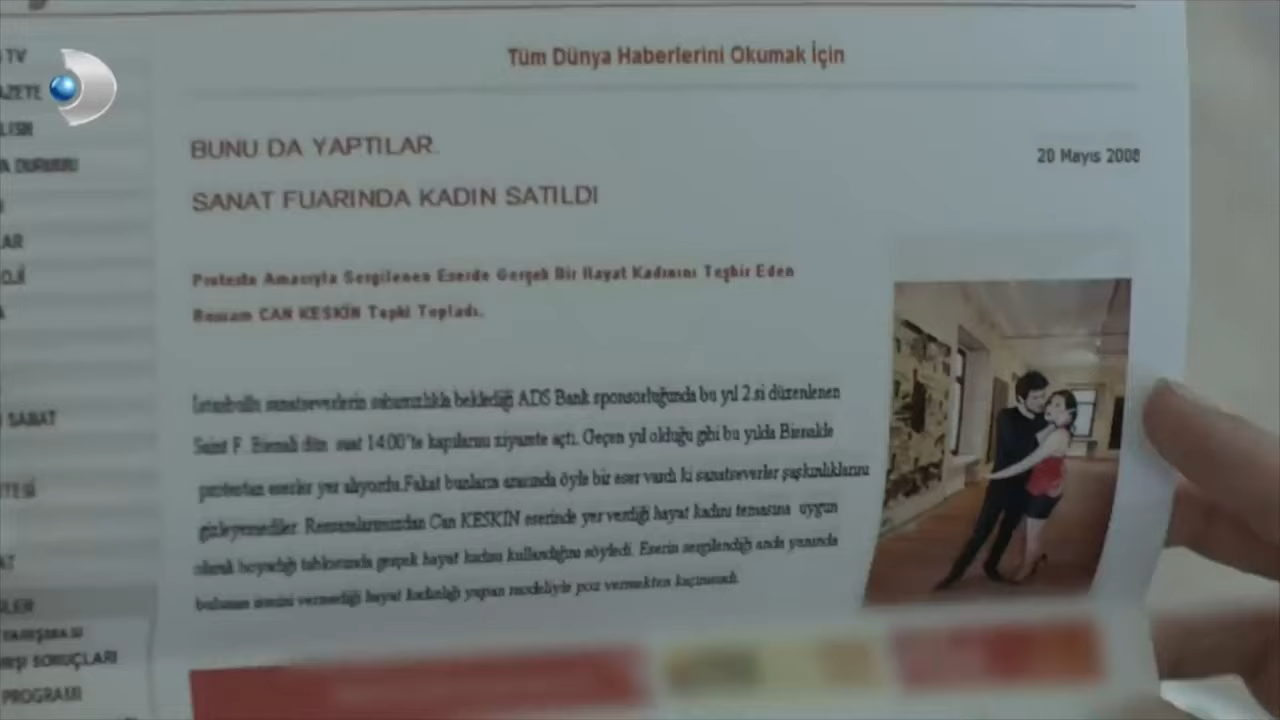 TV
Tüm Dünya Haberlerini Okumak İçin
BUNU DA YAPTILAR.
20 Mayıs 2008
SANAT FUARINDA KADIN SATILDI
Protesto Amacıyla Sergilenen Eserde Gerçek Bir Hayat Kadınını Teşhir Eden
Ressam CAN KESKİN Tepki Topladı.
sanatseverlerin sabırsızlıkla beklediği ADS Bank sponsorluğunda bu yıl 2.si düzenlenen
Saint F. Bienali dün saat 14.00'te kapılarını ziyarete açtı. Geçen yıl olduğu gibi bu yılda Bienalde
protestan eserler yer alıyordu.Fakat bunların arasında öyle bir eser vardı ki sanatseverler şaşkınlıklarını
gizleyemediler. Ressamlarımızdan Can KESKİN eserinde yer verdiği hayat kadını temasına uygun
olarak boyadığı tablosunda gerçek hayat kadını kullandığını söyledi. Eserin sergilendiği anda yanında
bulunan ismini vermediği hayat kadınlığı yapan modeliyle poz vermekten kaçınmadı.
SANAT
SONUÇLARI
PROGRAMI